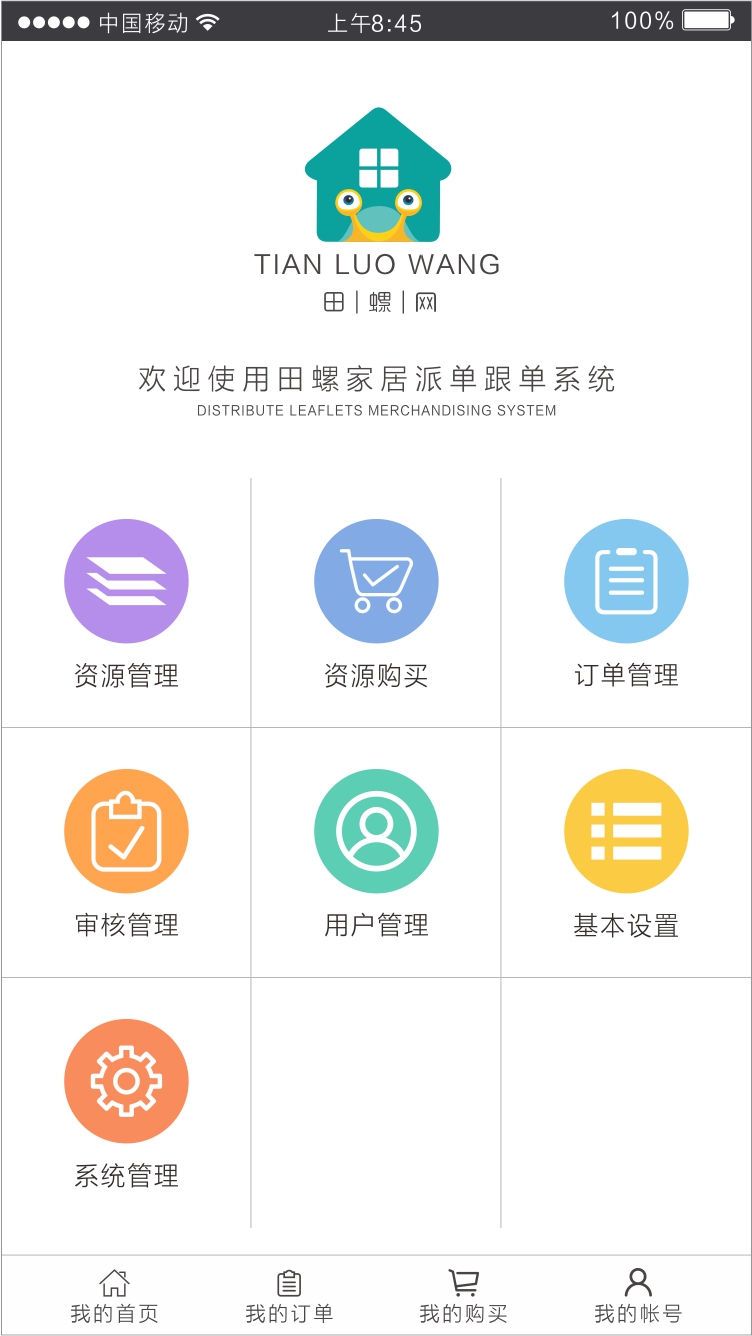 中国移动 上午8:45 100%
TIAN LUO WANG
田|螺|网
欢迎使用田螺家居派单跟单系统
DISTRIBUTE LEAFLETS MERCHANDISING SYSTEM
资源管理 资源购买 订单管理
审核管理 用户管理 基本设置
系统管理
我的首页 我的订单 我的购买 我的帐号